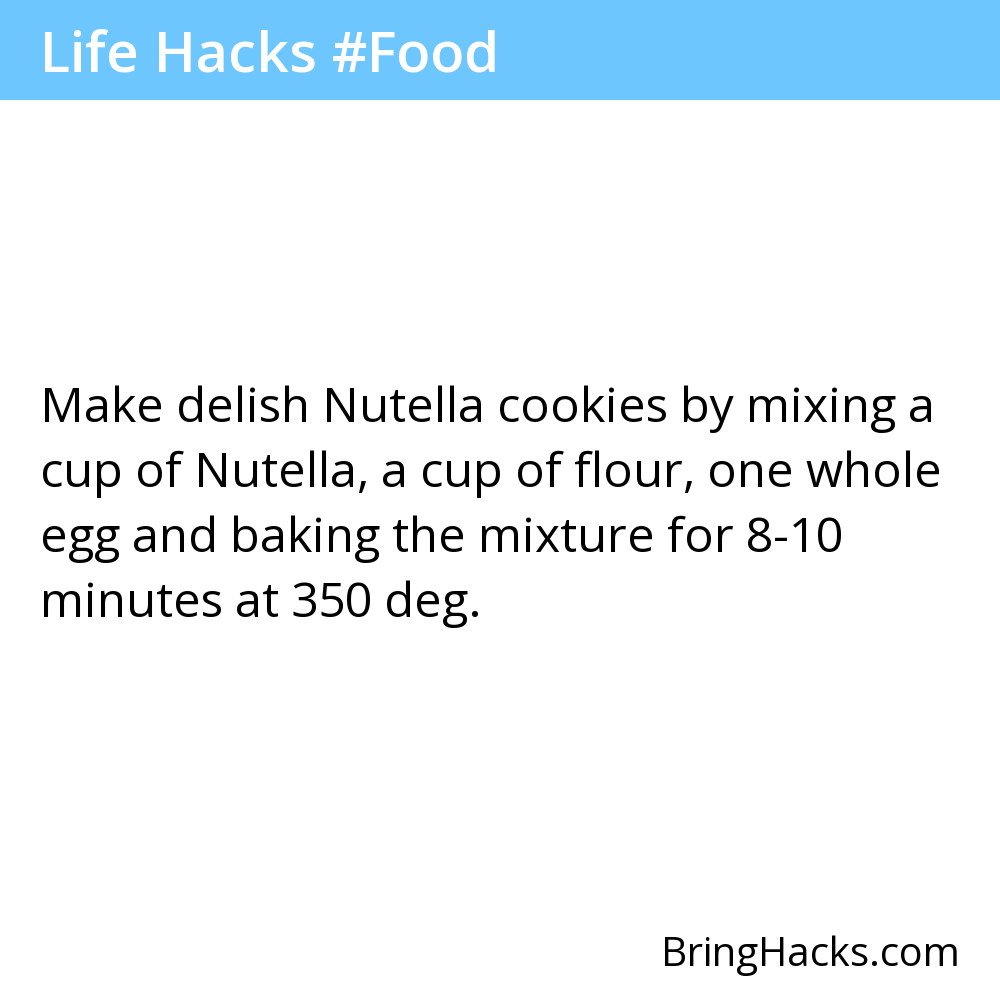 Life Hacks #Food
Make delish Nutella cookies by mixing a
cup of Nutella, a cup of flour, one whole
egg and baking the mixture for 8-10
minutes at 350 deg.
BringHacks.com